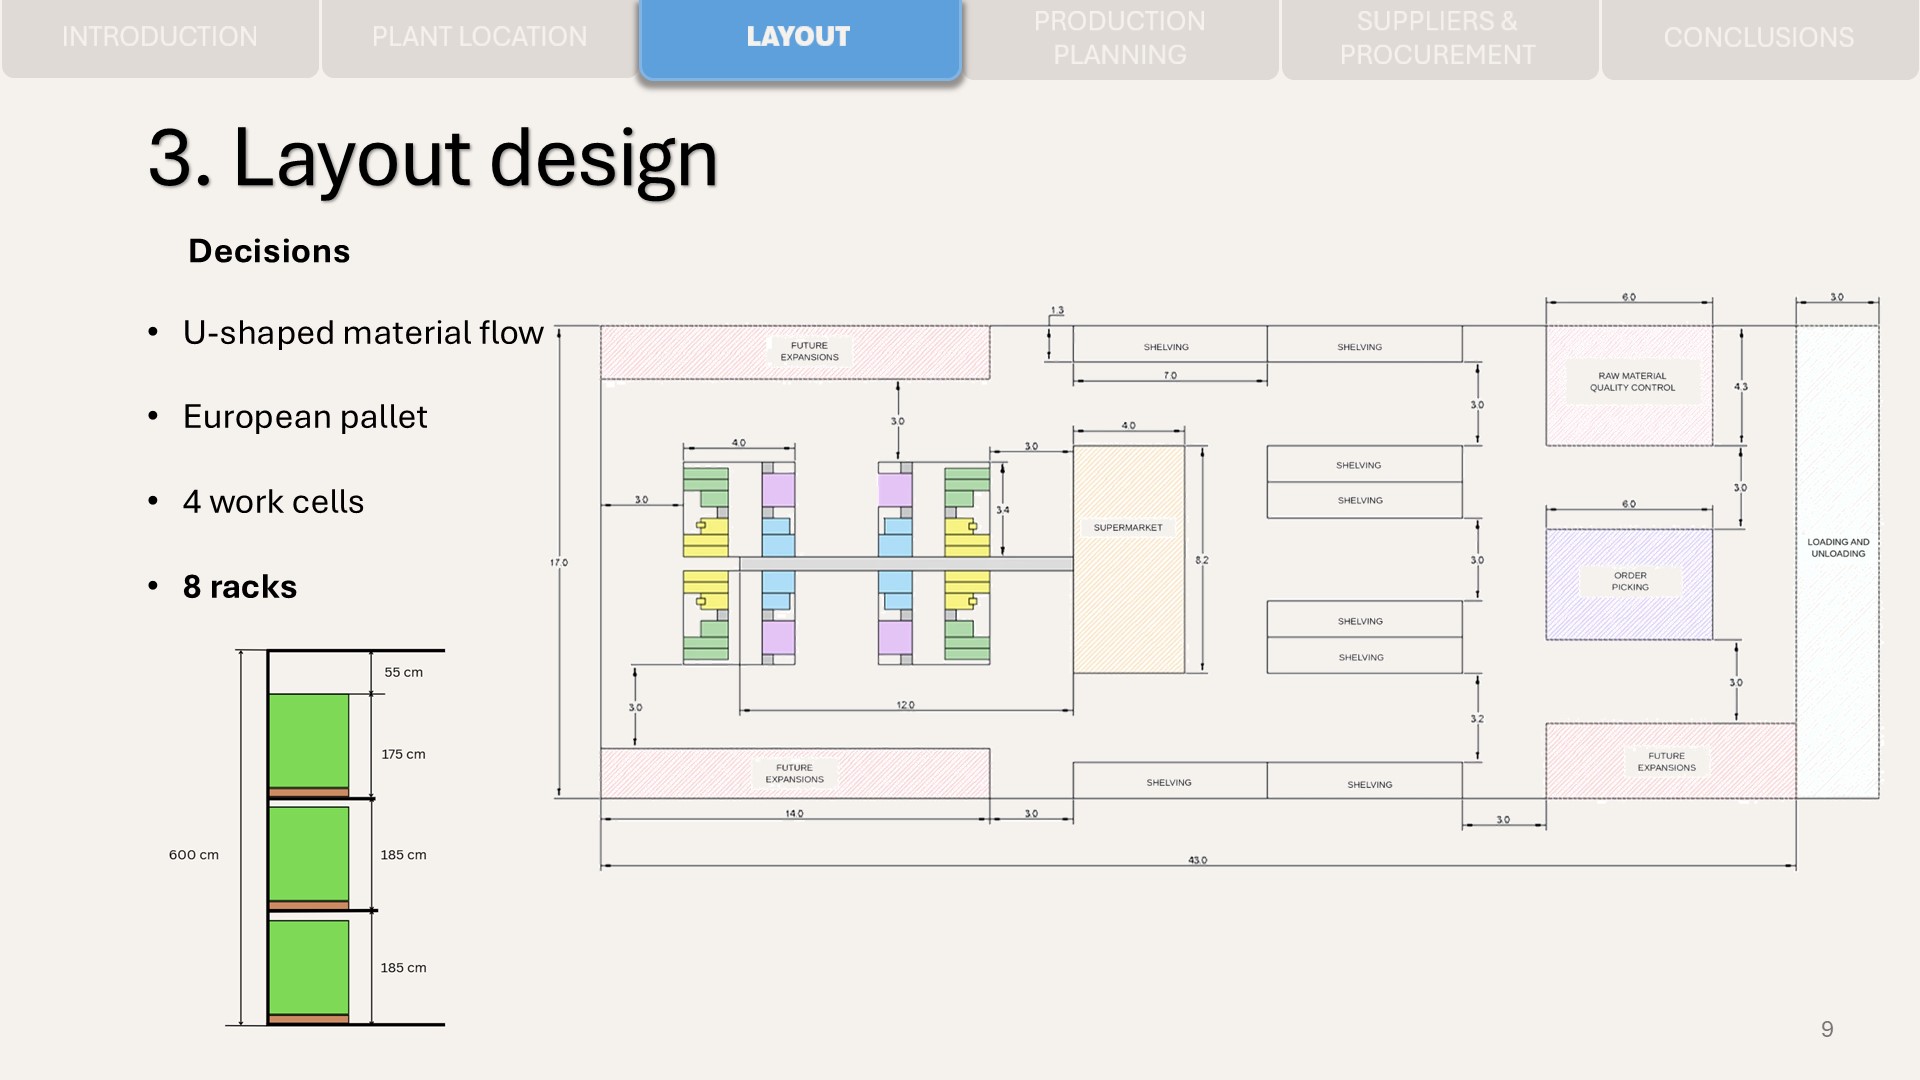 INTRODUCTION
PLANT LOCATION
LAYOUT
PRODUCTION
PLANNING
SUPPLIERS &
PROCUREMENT
CONCLUSIONS
3. Layout design
Decisions
• U-shaped material flow
• European pallet
• 4 work cells
• 8 racks
55 cm
175 cm
600 cm
185 cm
185 cm
6.0
3.0
1.3
FUTURE
EXPANSIONS
SHELVING
SHELVING
7.0
RAW MATERIAL
QUALITY CONTROL
4.3
3.0
3.0
4.0
4.0
3.0
SHELVING
SHELVING
3.0
3.0
3.4
6.0
SUPERMARKET
LOADING AND
UNLOADING
17.0
8.2
3.0
ORDER
PICKING
SHELVING
SHELVING
3.0
3.0
12.0
3.2
FUTURE
EXPANSIONS
FUTURE
EXPANSIONS
SHELVING
SHELVING
14.0
3.0
3.0
43.0
9